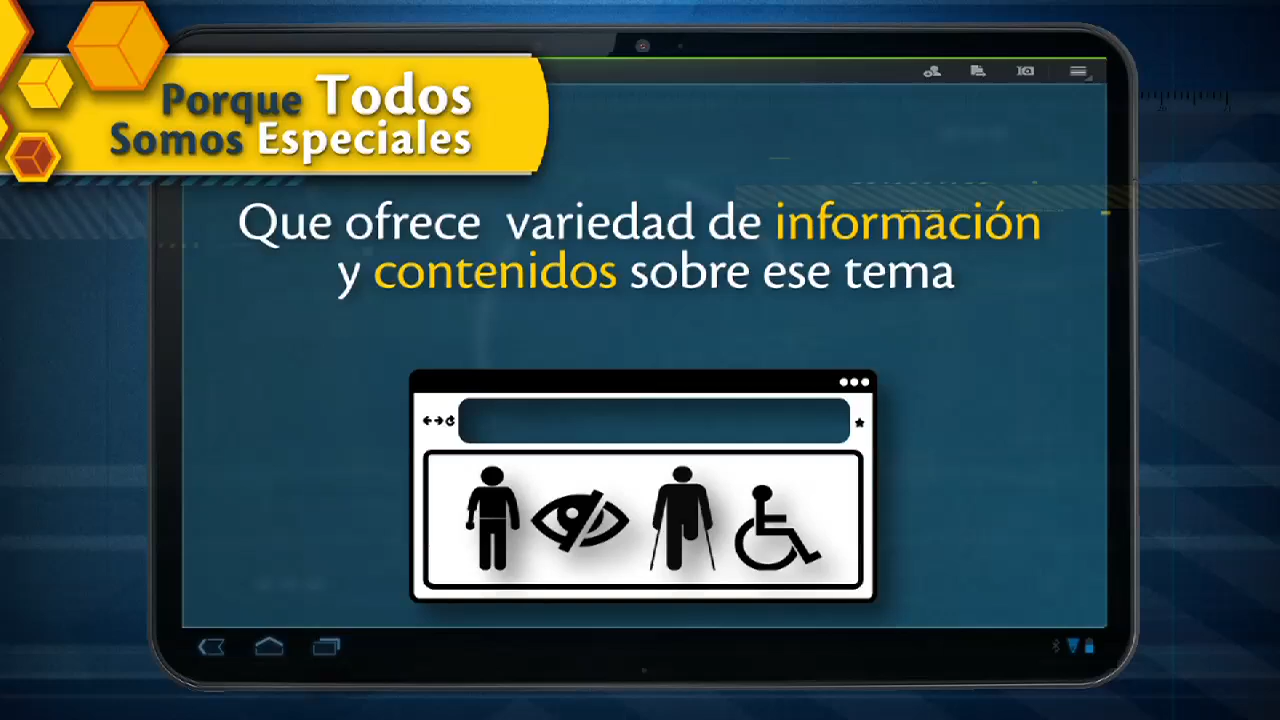 Porque Todos
Somos Especiales
Que ofrece variedad de información
y contenidos sobre ese tema